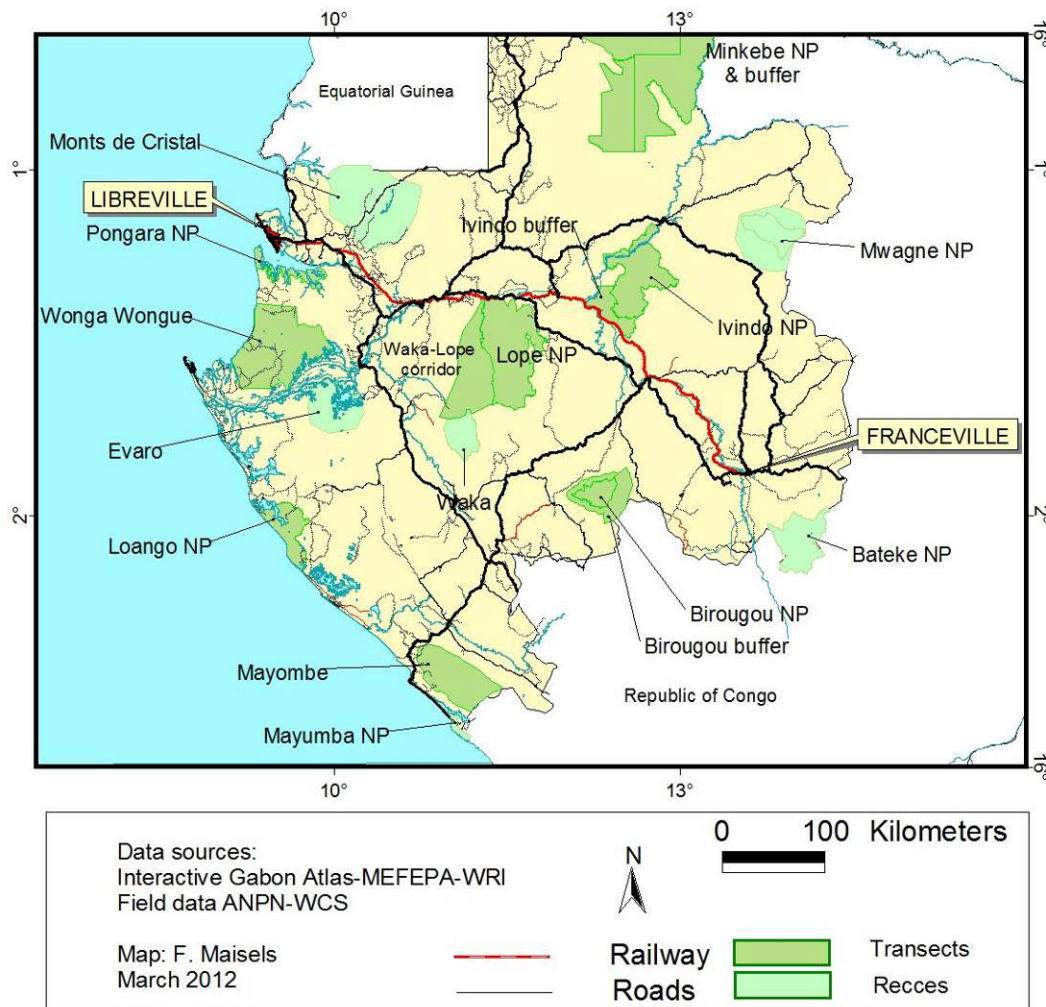 10°
13°
16°
Minkebe NP
& buffer
Equatorial Guinea
Monts de Cristal
1°
1°
LIBREVILLE
Ivindo buffer
Pongara NP
Mwagne NP
Wonga Wongue
Ivindo NP
Waka-Lope
corridor
Lope NP
Evaro
FRANCEVILLE
Waka
2°
2°
Loango NP
Bateke NP
Birougou NP
Birougou buffer
Mayombe
Republic of Congo
Mayumba NP
10°
13°
16°
Data sources:
Interactive Gabon Atlas-MEFEPA-WRI
Field data ANPN-WCS
Map: F. Maisels
March 2012
N
0 100 Kilometers
Railway
Roads
Transects
Recces